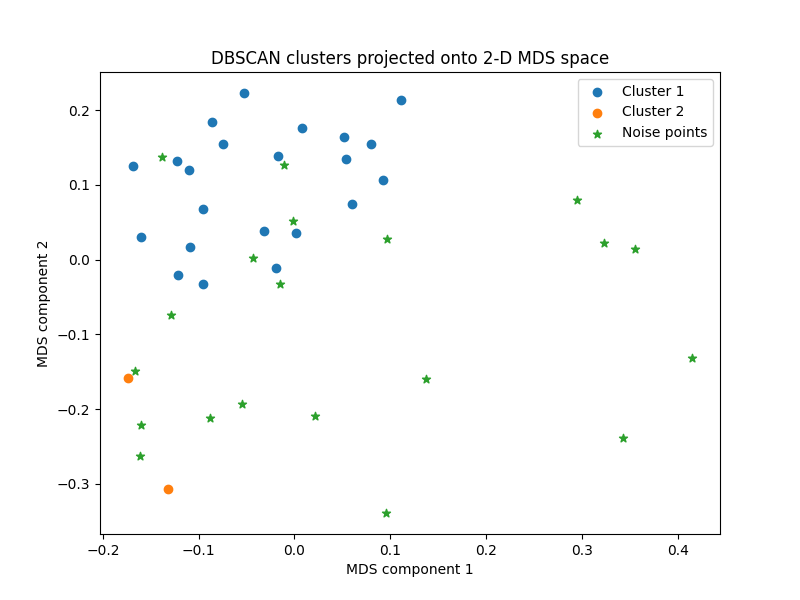 DBSCAN clusters projected onto 2-D MDS space
Cluster 1
Cluster 2
Noise points
0.2
0.1
0.0
−0.1
−0.2
−0.3
MDS component 2
−0.2
−0.1
0.0
0.1
0.2
0.3
0.4
MDS component 1